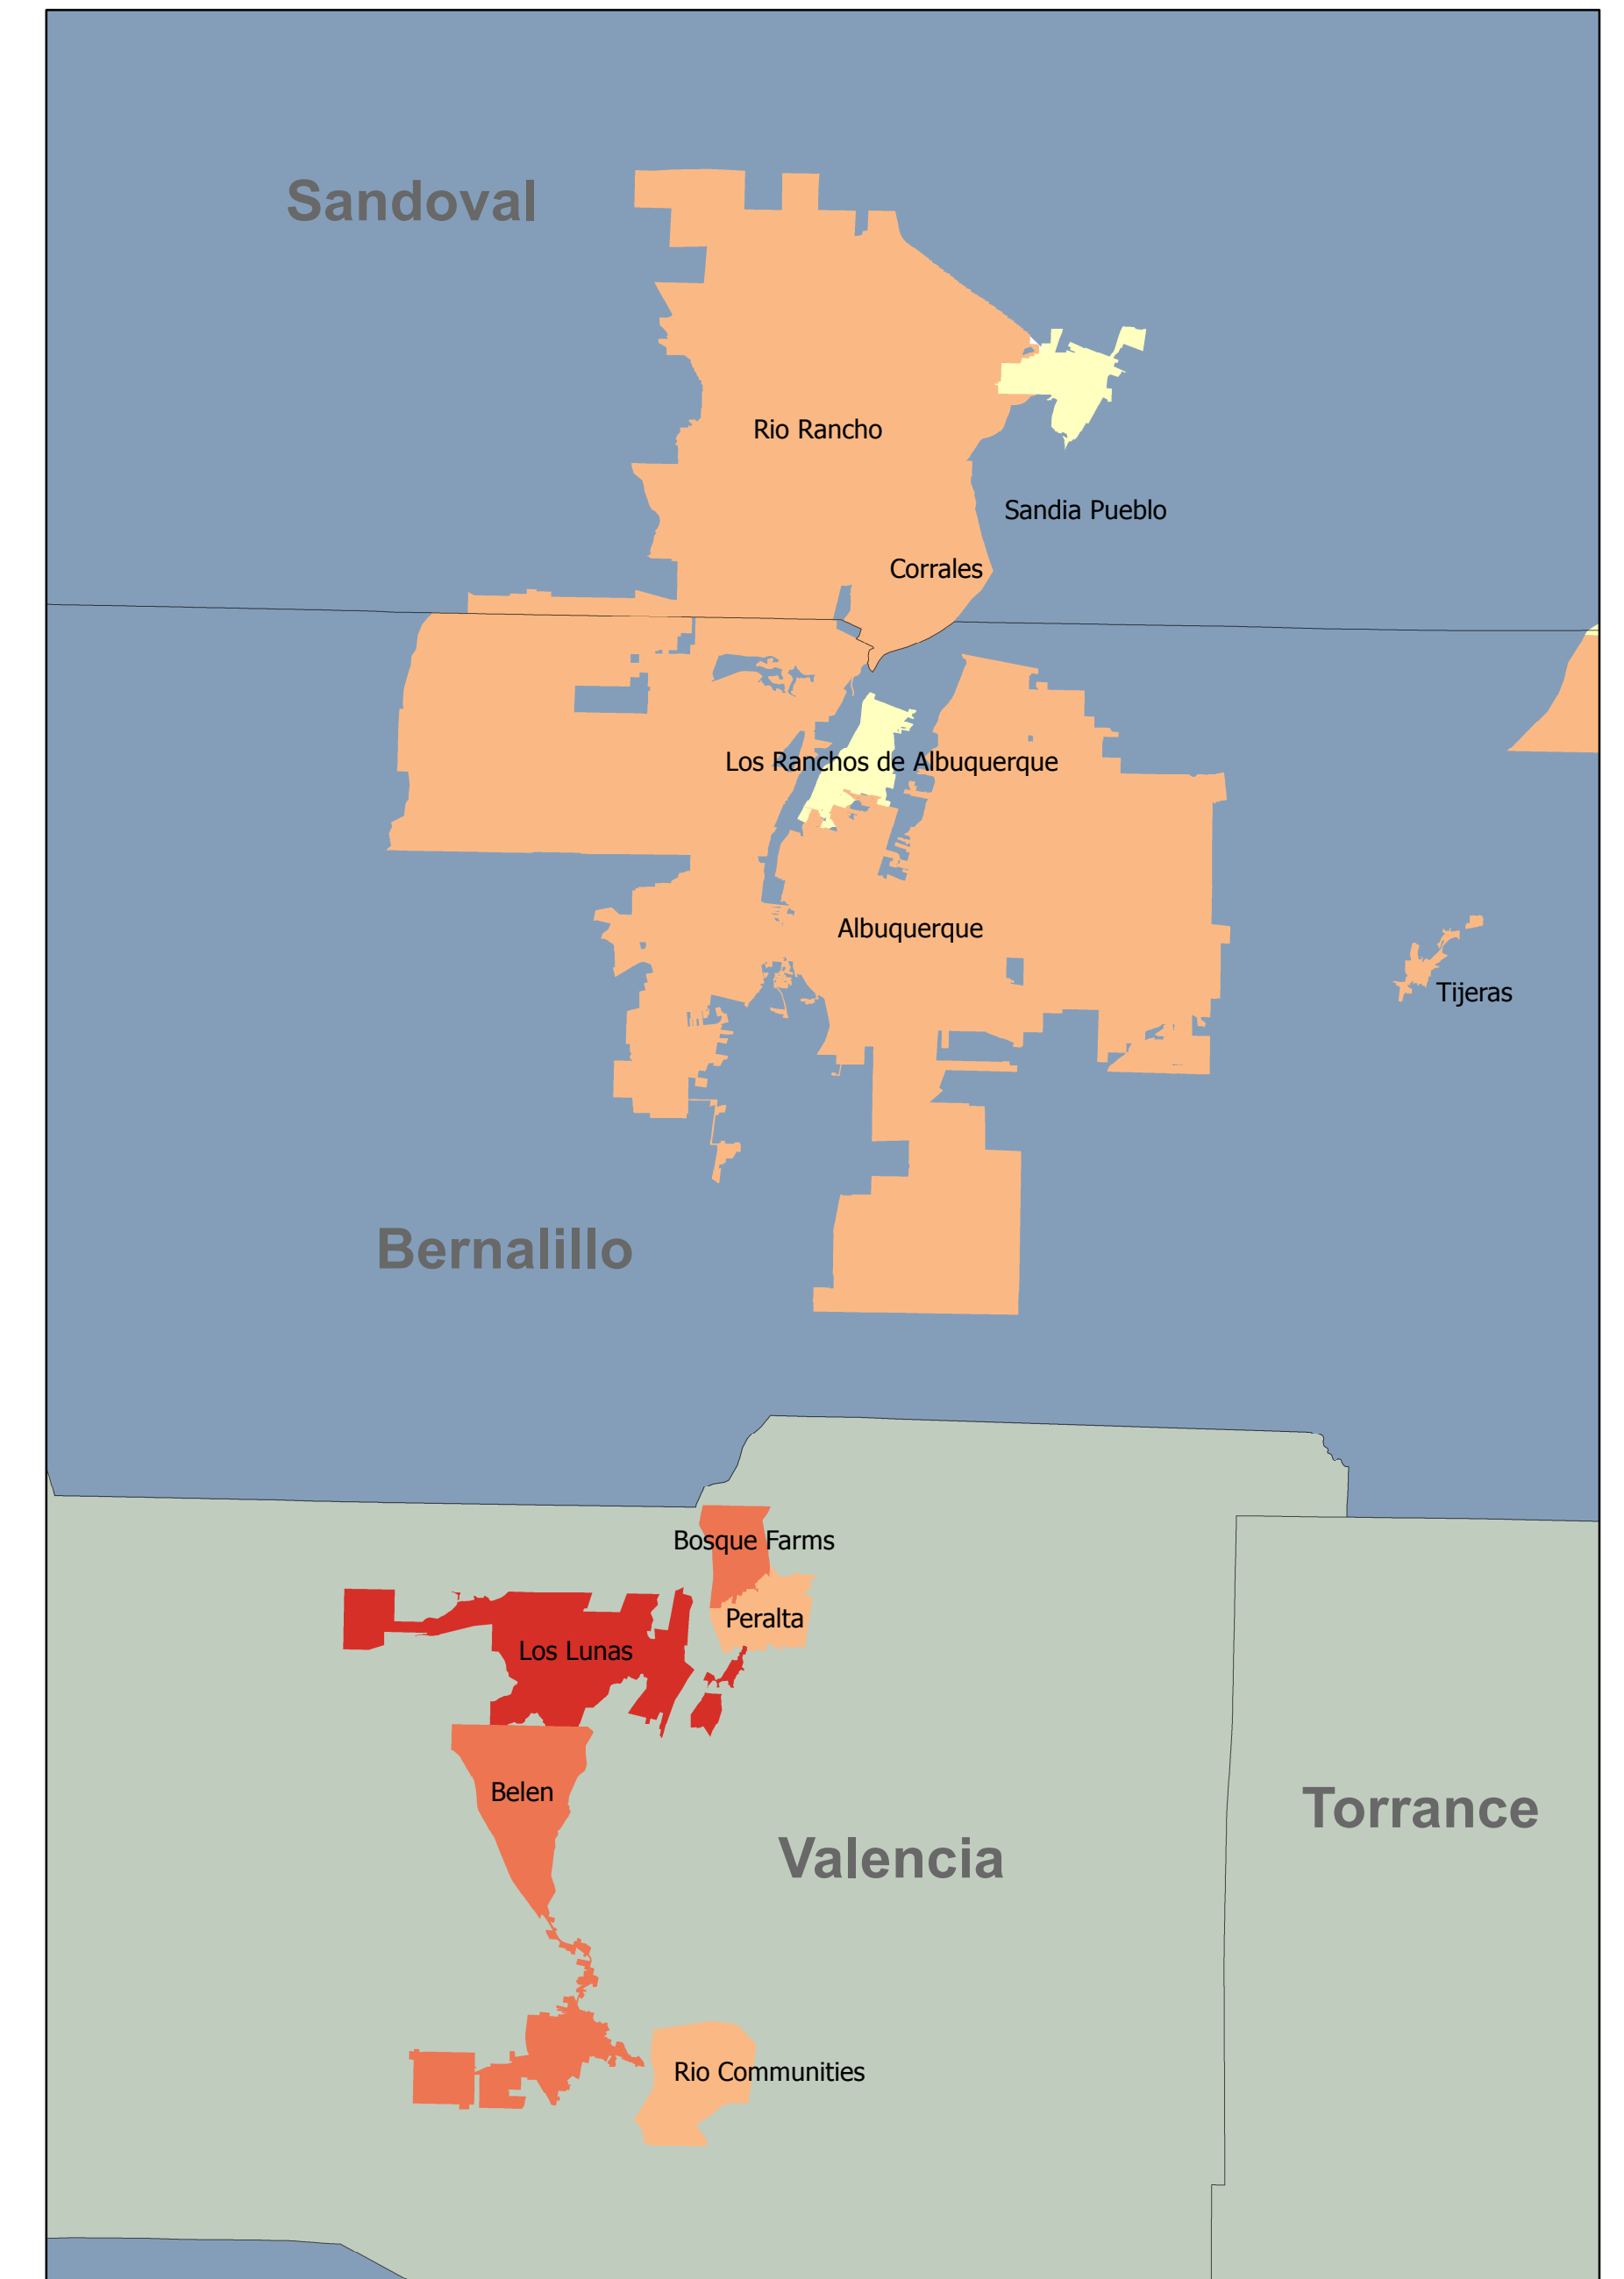 Sandoval
Rio Rancho
Sandia Pueblo
Corrales
Los Ranchos de Albuquerque
Albuquerque
Tijeras
Bernalillo
Bosque Farms
Peralta
Los Lunas
Belen
Torrance
Valencia
Rio Communities